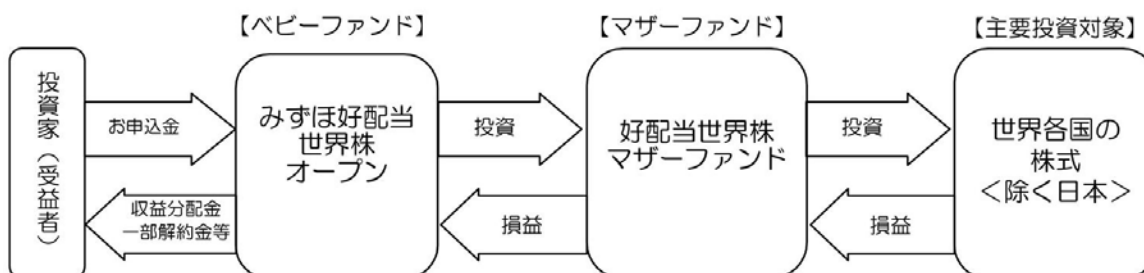 【ベビーファンド】
【マザーファンド】
【主要投資対象】
投資家（受益者）
お申込金
収益分配金
一部解約金等
みずほ好配当
世界株
オープン
投資
損益
好配当世界株
マザーファンド
投資
損益
世界各国の
株式
＜除く日本＞